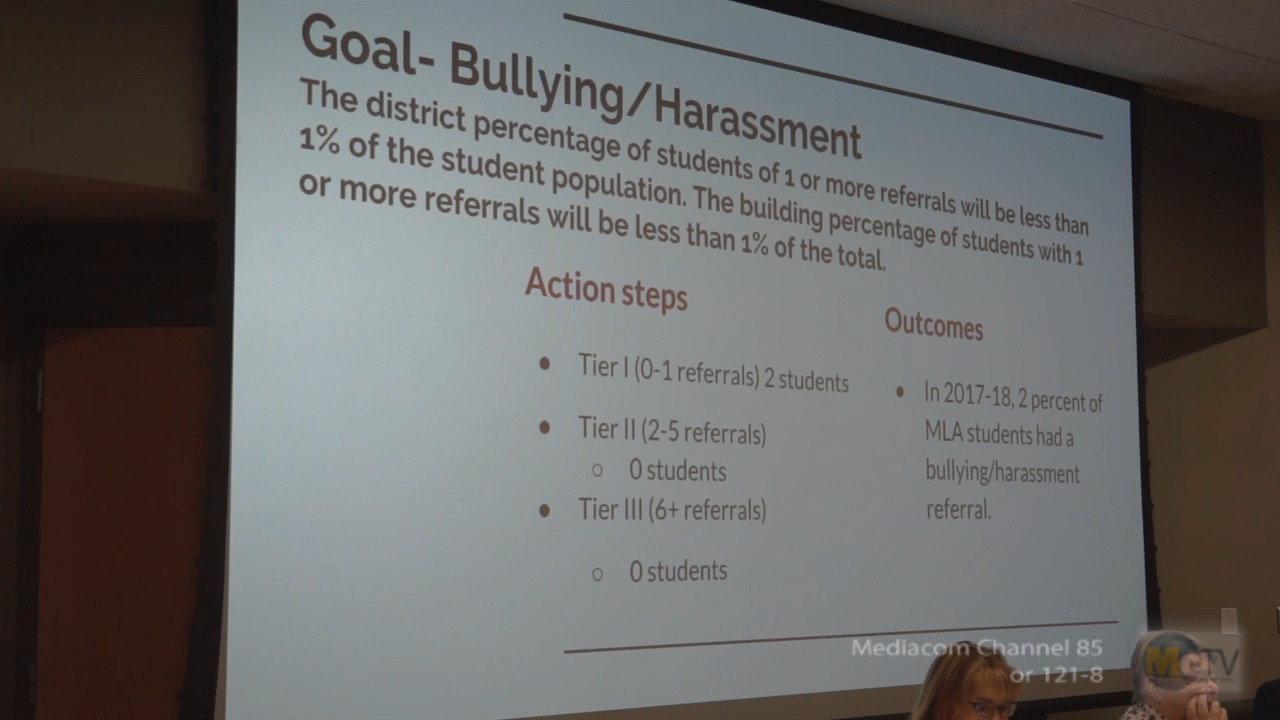 Goal- Bullying/Harassment
The district percentage of students of 1 or more referrals will be less than
1% of the student population. The building percentage of students with 1
or more referrals will be less than 1% of the total.
Action steps
• Tier I (0-1 referrals) 2 students
• Tier II (2-5 referrals)
○ 0 students
• Tier III (6+ referrals)
○ 0 students
Outcomes
• In 2017-18, 2 percent of
MLA students had a
bullying/harassment
referral.
Mediacom Channel 85
or 121-8
MCTV